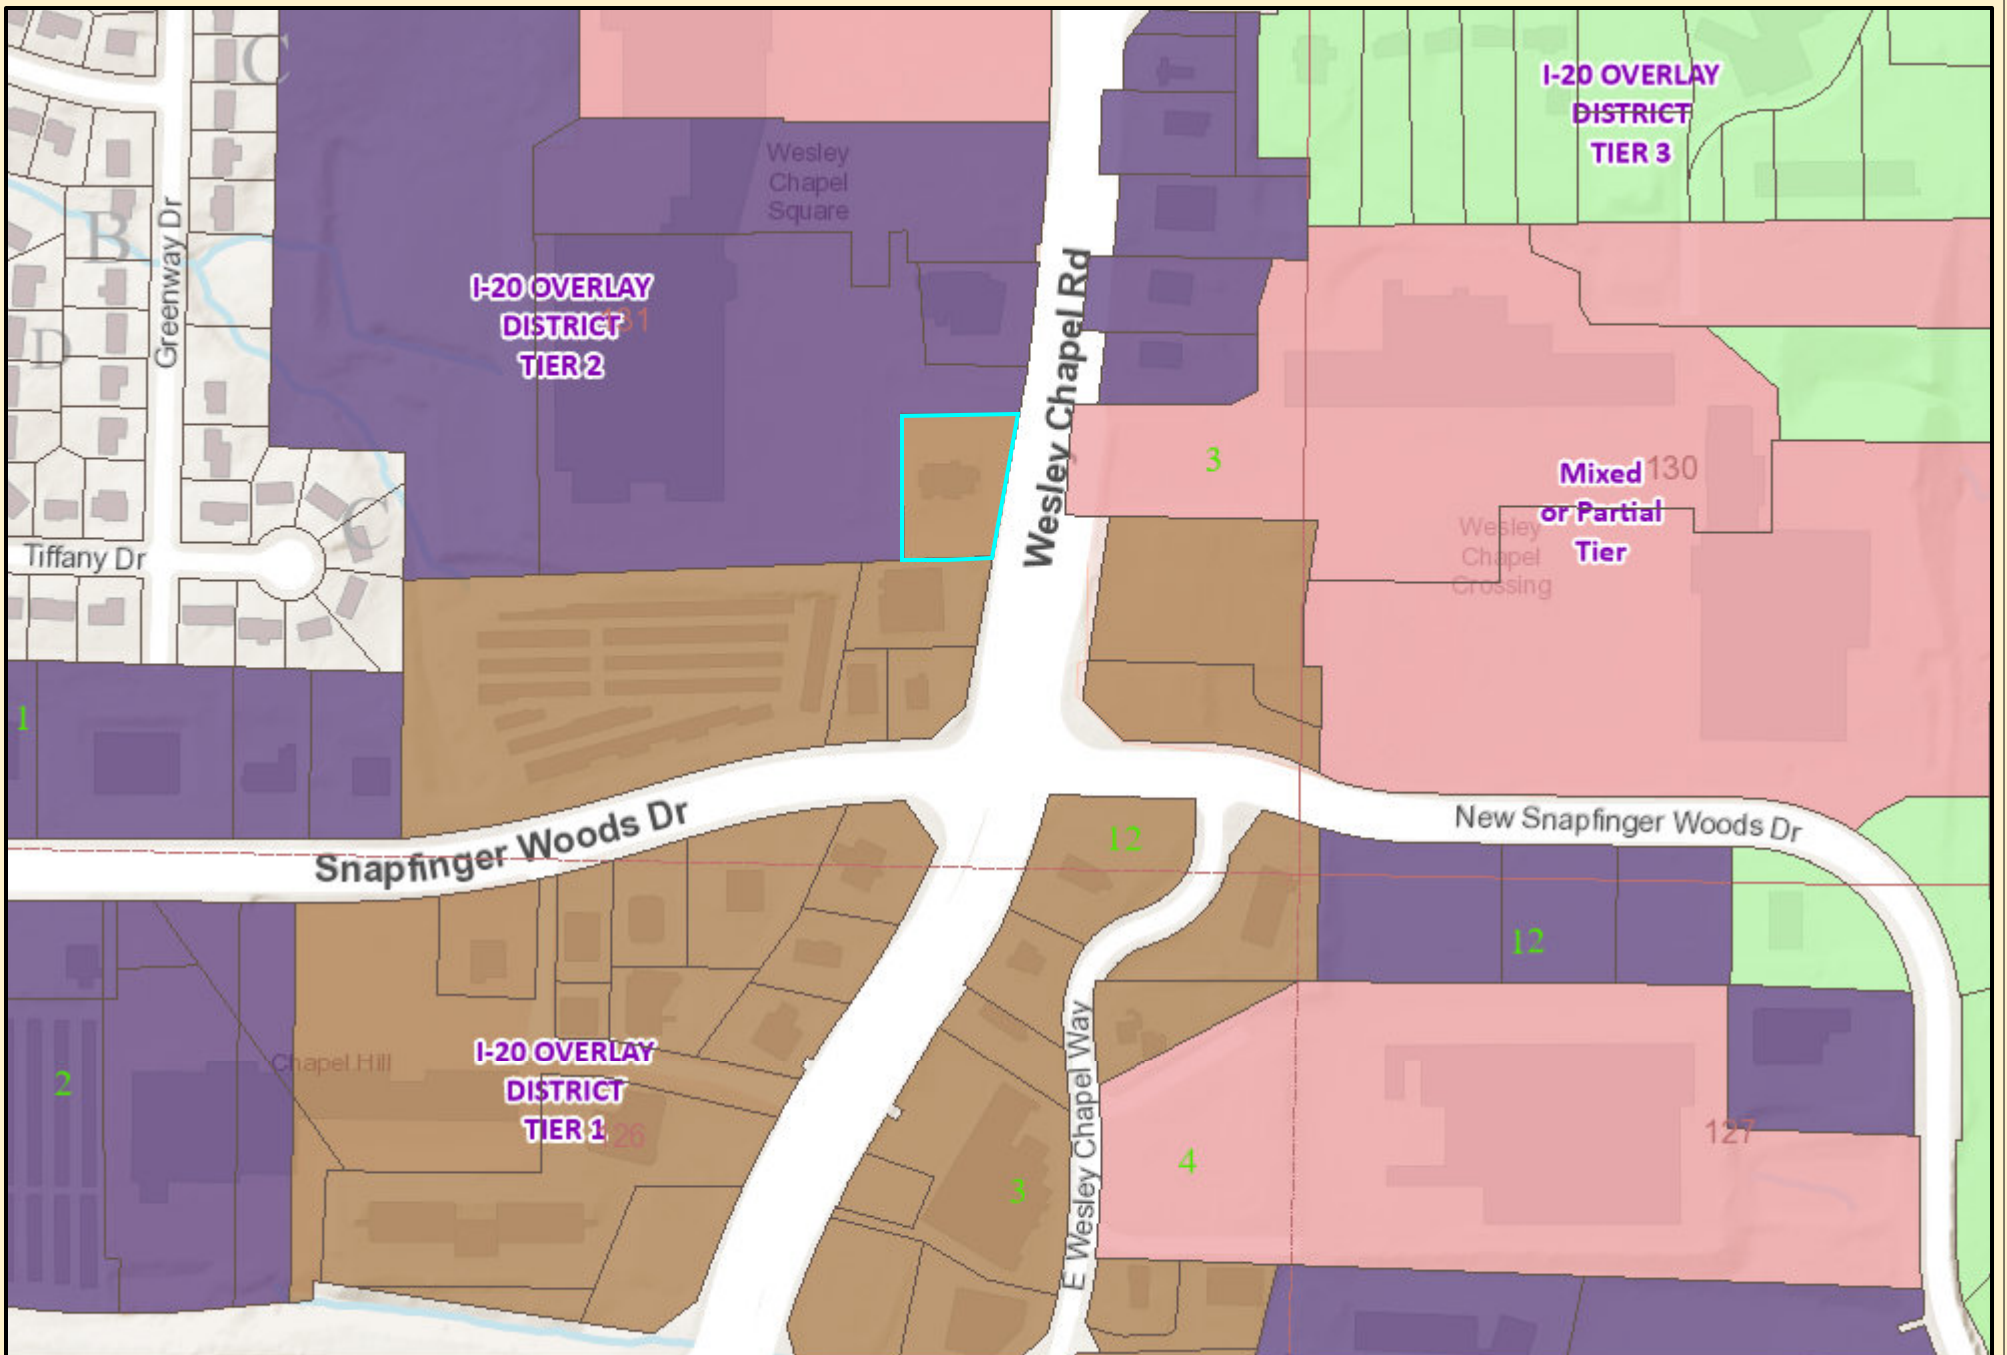 C
I-20 OVERLAY
DISTRICT
TIER 3
Wesley
Chapel
Square
B
Greenway Dr
I-20 OVERLAY
DISTRICT
131
TIER 2
D
Wesley Chapel Rd
3
Mixed
130
or Partial
Tier
Wesley
Chapel
Crossing
C
Tiffany Dr
1
Snapfinger Woods Dr
New Snapfinger Woods Dr
12
12
I-20 OVERLAY
DISTRICT
TIER 1
126
Chapel Hill
2
E Wesley Chapel Way
127
4
3